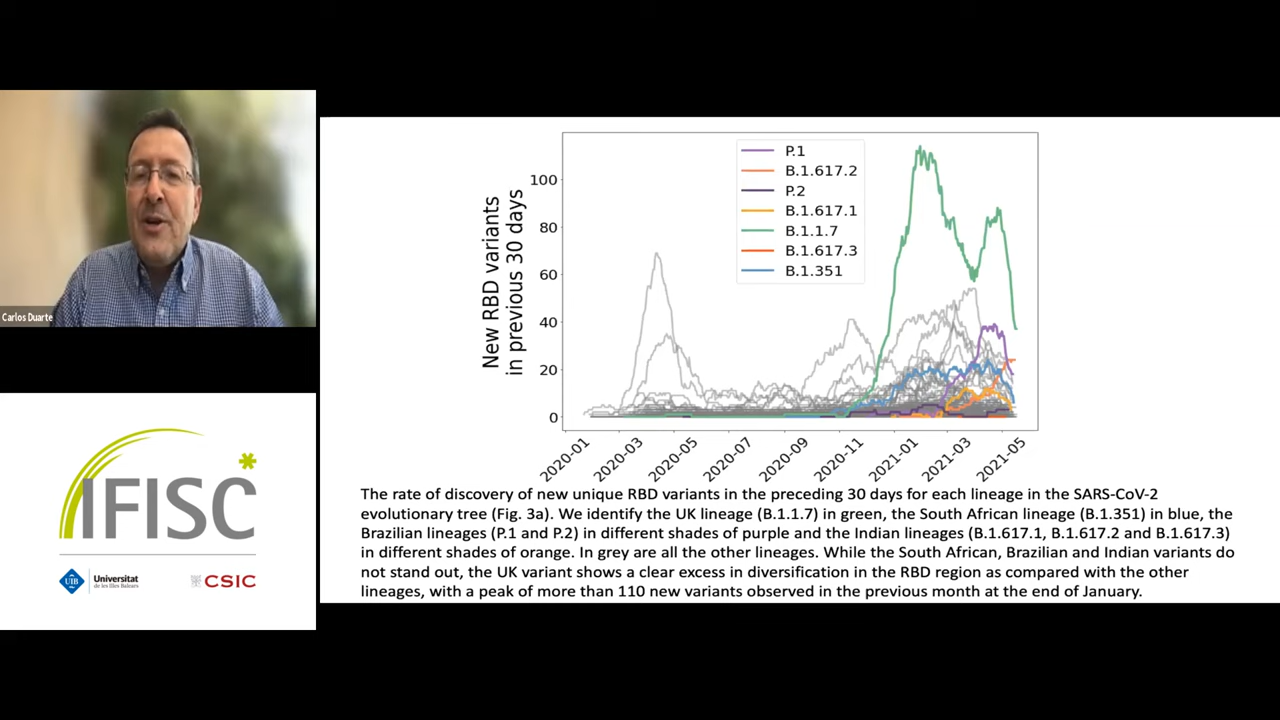 Carlos Duarte
IFISC
UIB
Universitat
de les Illes Balears
CSIC
New RBD variants
in previous 30 days
100
80
60
40
20
0
P.1
B.1.617.2
P.2
B.1.617.1
B.1.1.7
B.1.617.3
B.1.351
2020-01
2020-03
2020-05
2020-07
2020-09
2020-11
2021-01
2021-03
2021-05
The rate of discovery of new unique RBD variants in the preceding 30 days for each lineage in the SARS-CoV-2
evolutionary tree (Fig. 3a). We identify the UK lineage (B.1.1.7) in green, the South African lineage (B.1.351) in blue, the
Brazilian lineages (P.1 and P.2) in different shades of purple and the Indian lineages (B.1.617.1, B.1.617.2 and B.1.617.3)
in different shades of orange. In grey are all the other lineages. While the South African, Brazilian and Indian variants do
not stand out, the UK variant shows a clear excess in diversification in the RBD region as compared with the other
lineages, with a peak of more than 110 new variants observed in the previous month at the end of January.